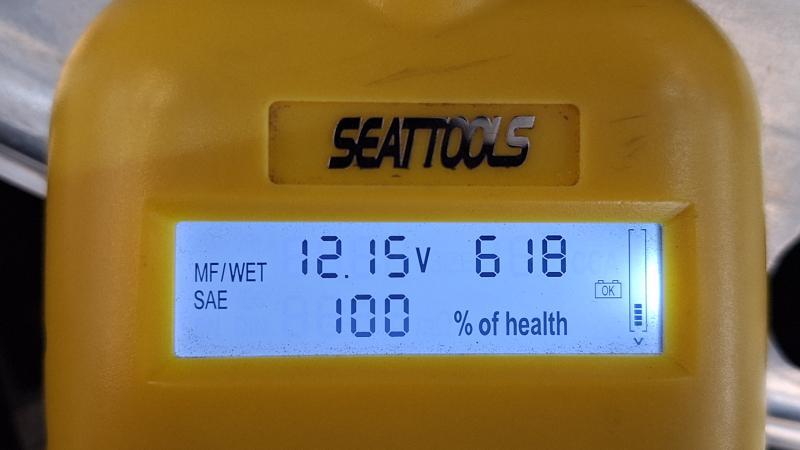 SEATTOOLS
MF/WET 12.15V 618
SAE
OK
100 % of health